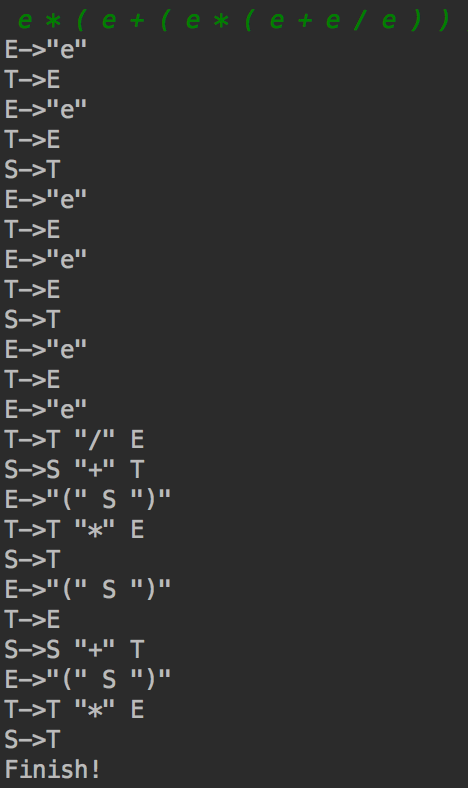 e * ( e + ( e * ( e + e / e ) )
E->"e"
T->E
E->"e"
T->E
S->T
E->"e"
T->E
E->"e"
T->E
S->T
E->"e"
T->E
E->"e"
T->T "/" E
S->S "+" T
E->"(" S ")"
T->T "*" E
S->T
E->"(" S ")"
T->E
S->S "+" T
E->"(" S ")"
T->T "*" E
S->T
Finish!